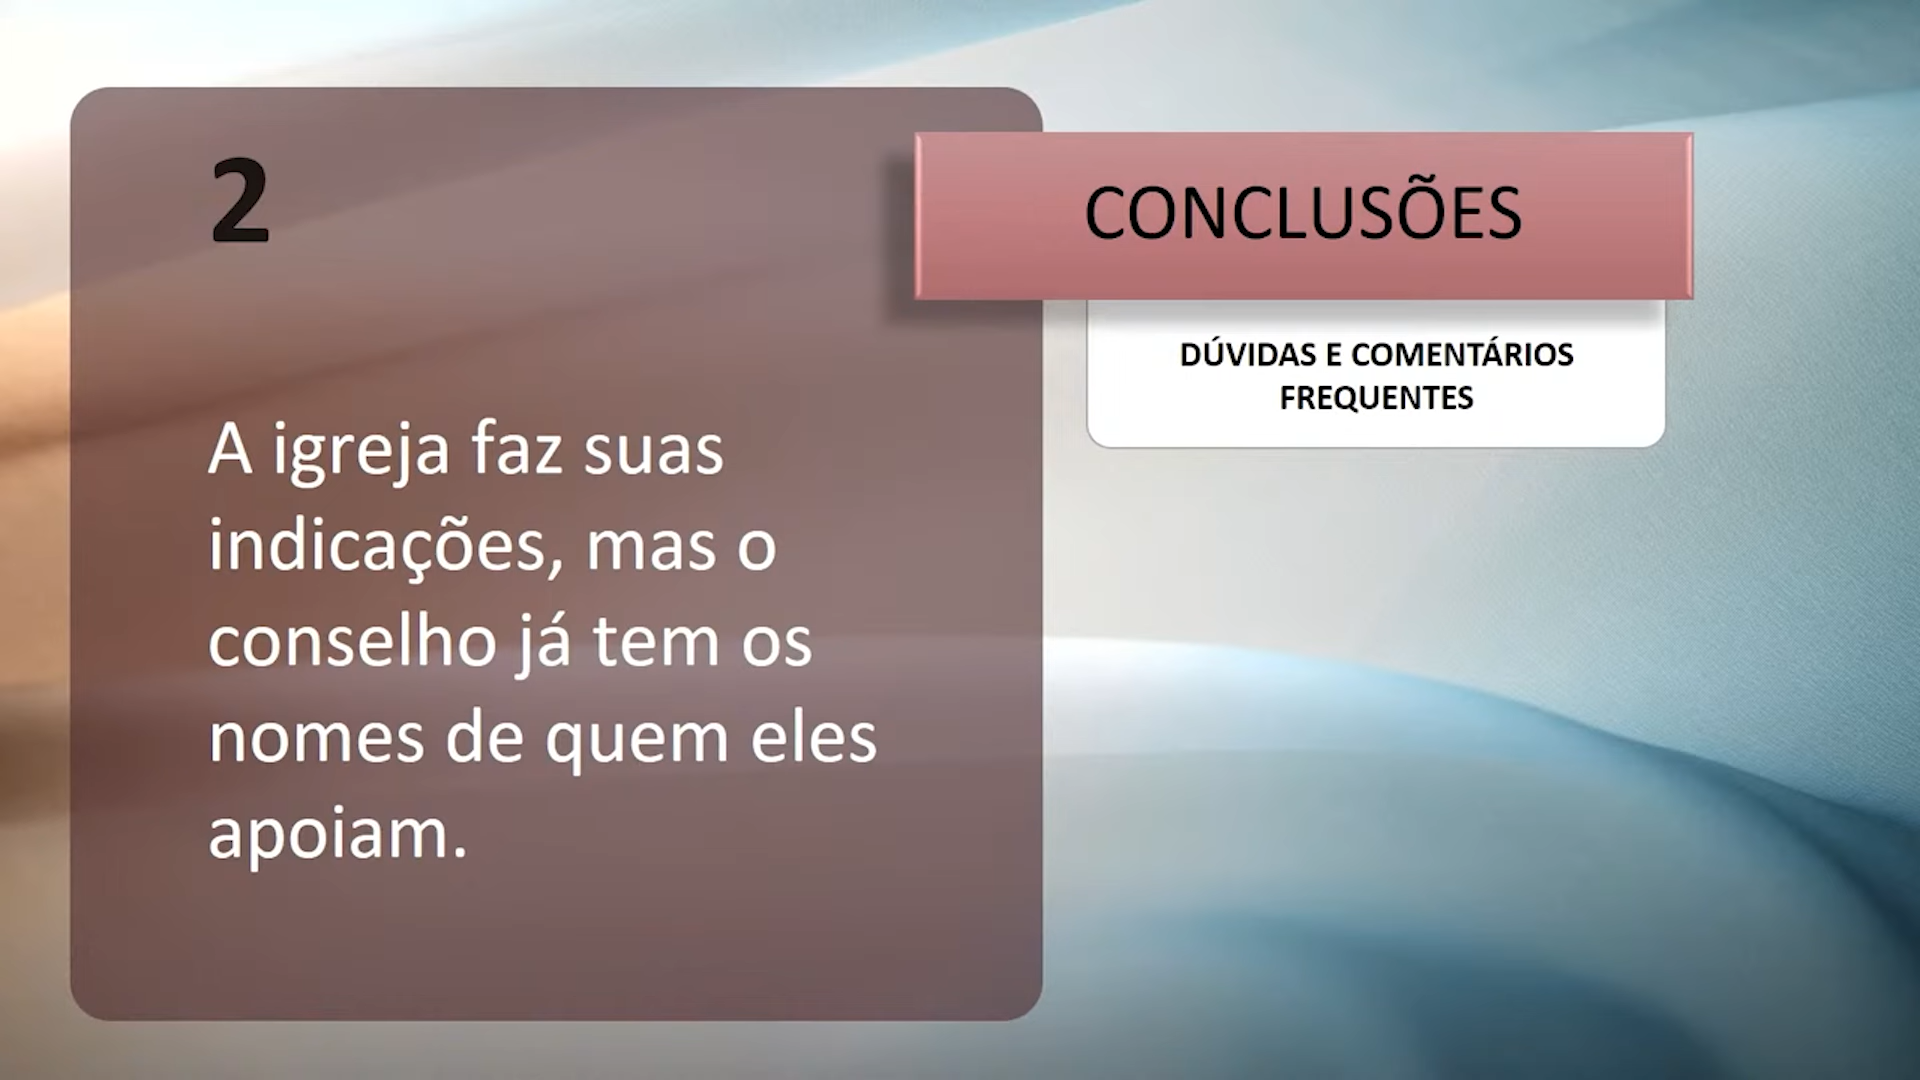 2
A igreja faz suas
indicações, mas o
conselho já tem os
nomes de quem eles
apoiam.
CONCLUSÕES
DÚVIDAS E COMENTÁRIOS
FREQUENTES